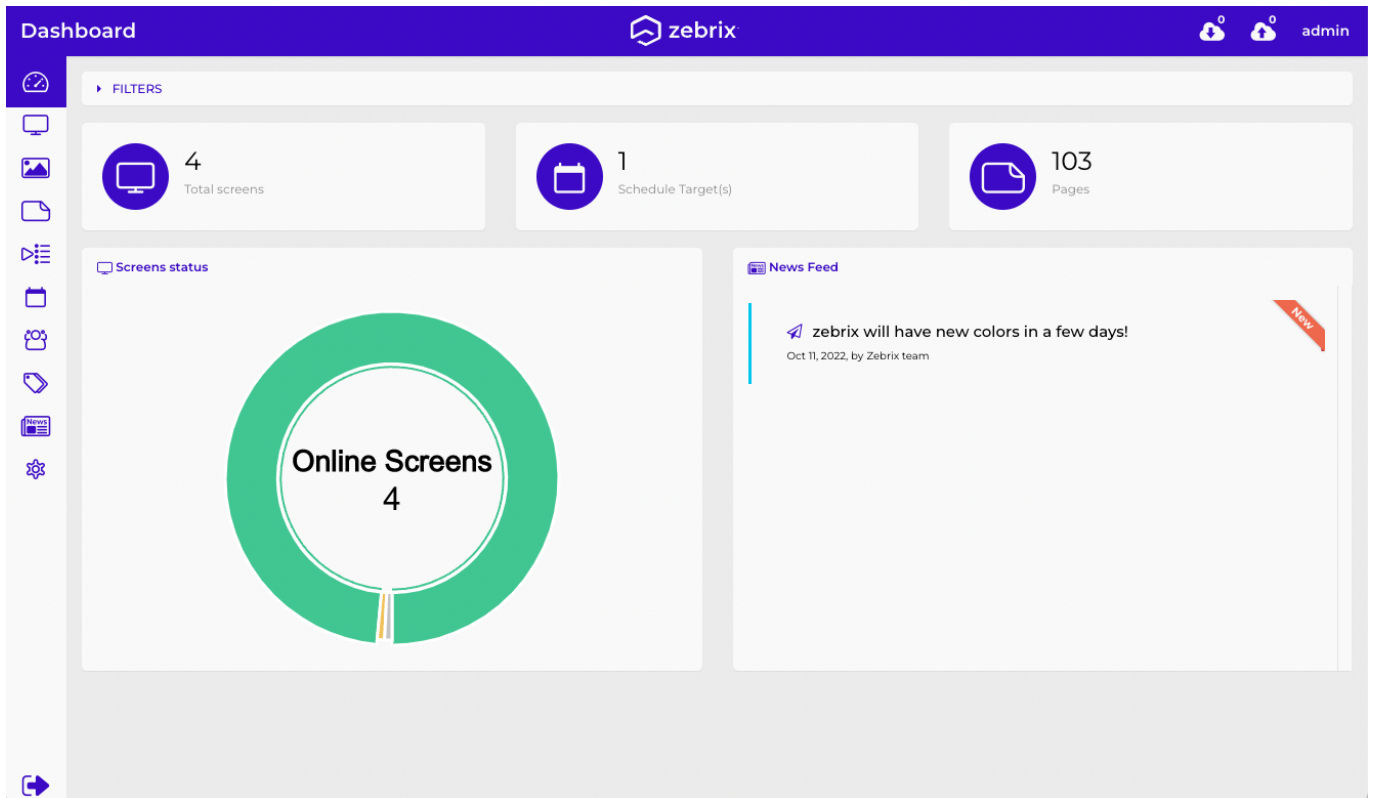 Dashboard
zebrix
0
0
admin
FILTERS
4
Total screens
1
Schedule Target(s)
103
Pages
Screens status
Online Screens
4
News Feed
zebrix will have new colors in a few days!
Oct 11, 2022, by Zebrix team
New
News